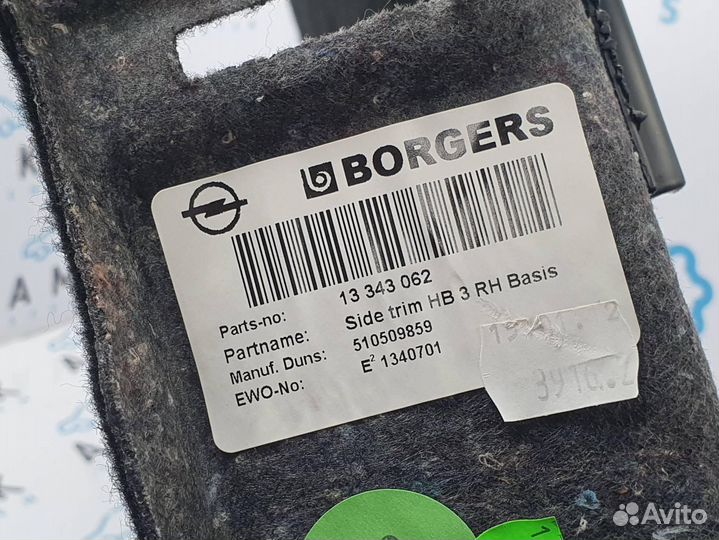 BORGERS
Parts-no: 13 343 062
Partname: Side trim HB 3 RH Basis
Manuf. Duns: 510509859
EWO-No: E² 1340701
Avito